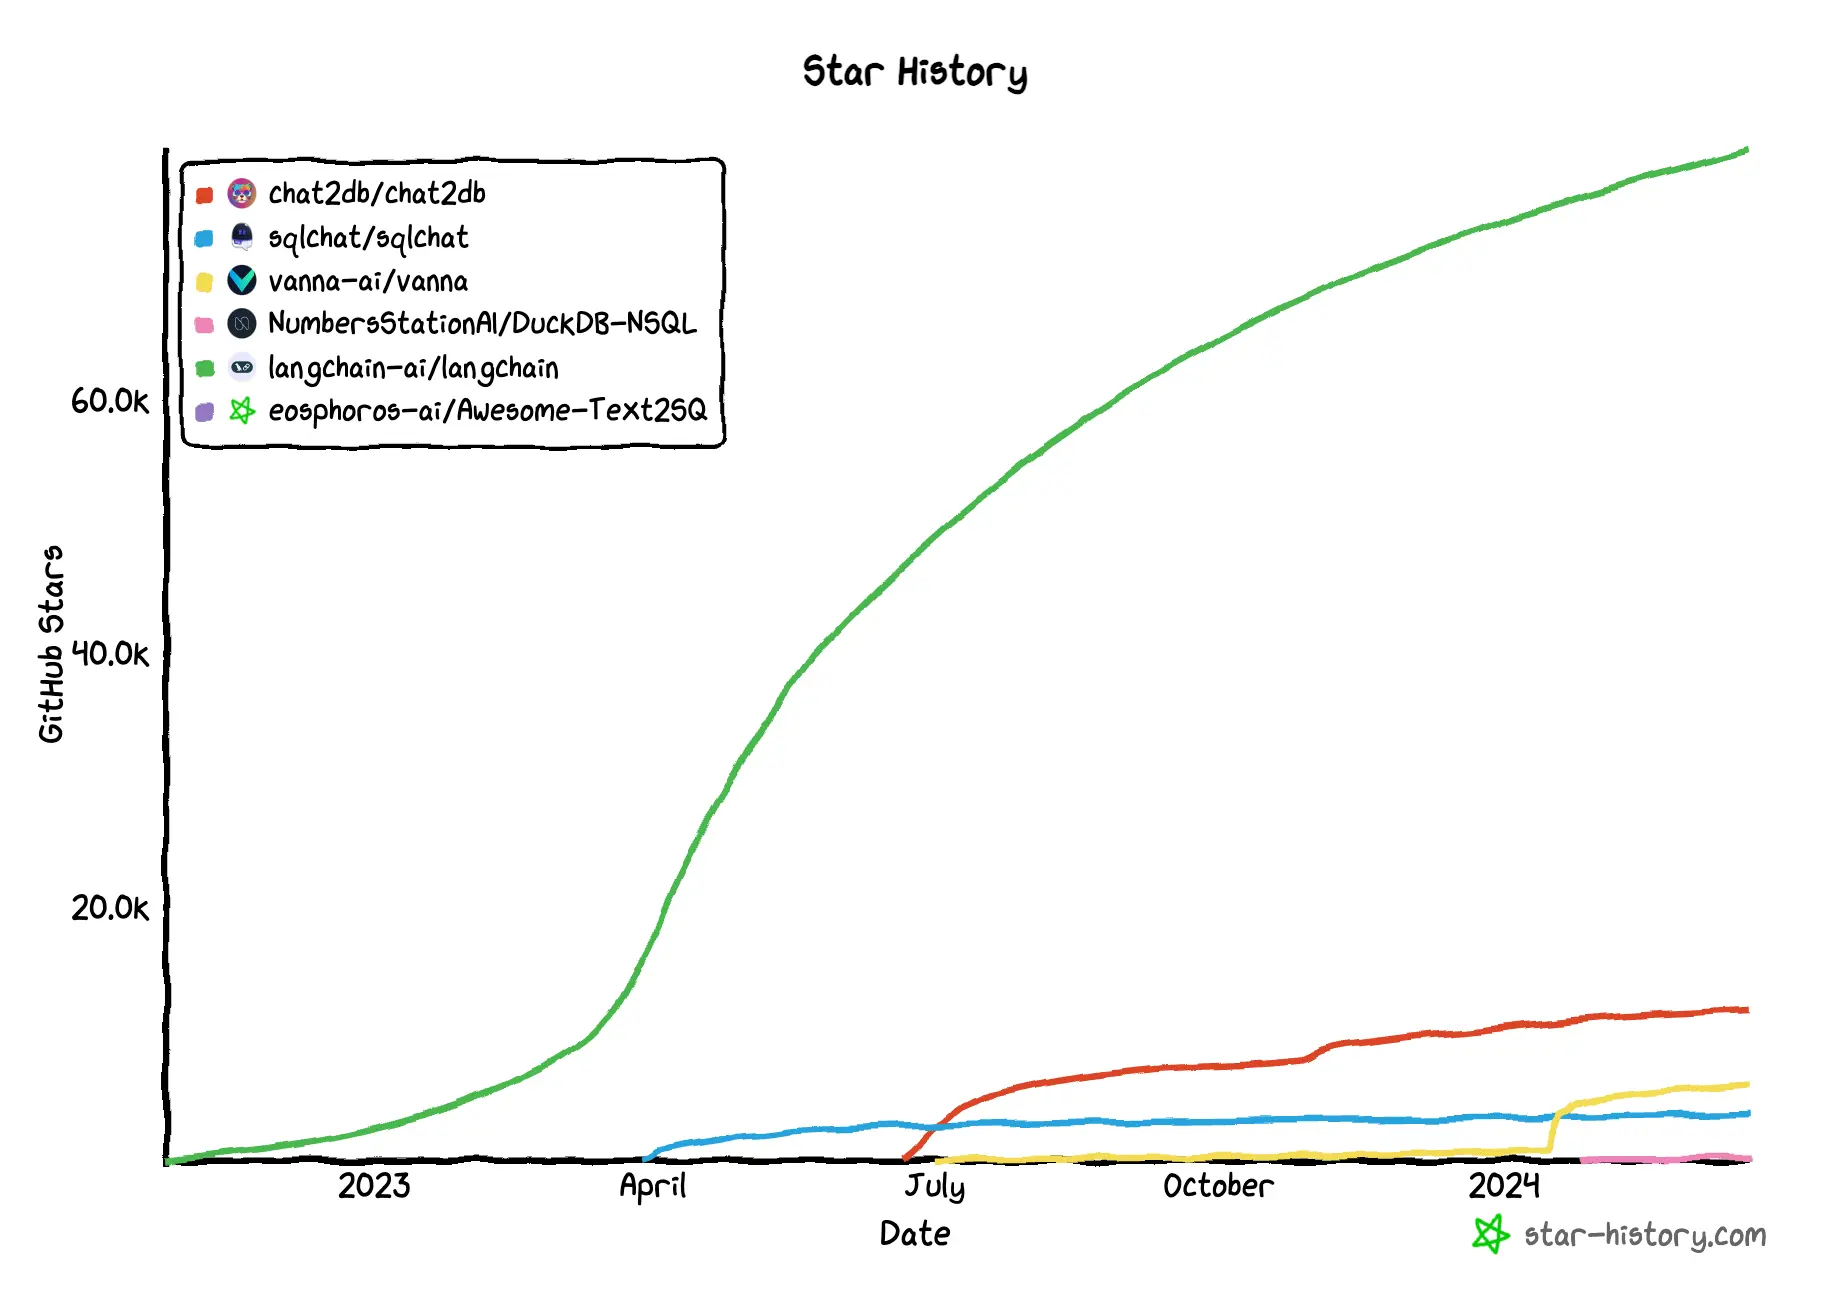 Star History
chat2db/chat2db
sqlchat/sqlchat
vanna-ai/vanna
NumbersStationAI/DuckDB-NSQL
langchain-ai/langchain
eosphoros-ai/Awesome-Text2SQ
GitHub Stars
60.0k
40.0k
20.0k
2023 April July October 2024
Date
star-history.com